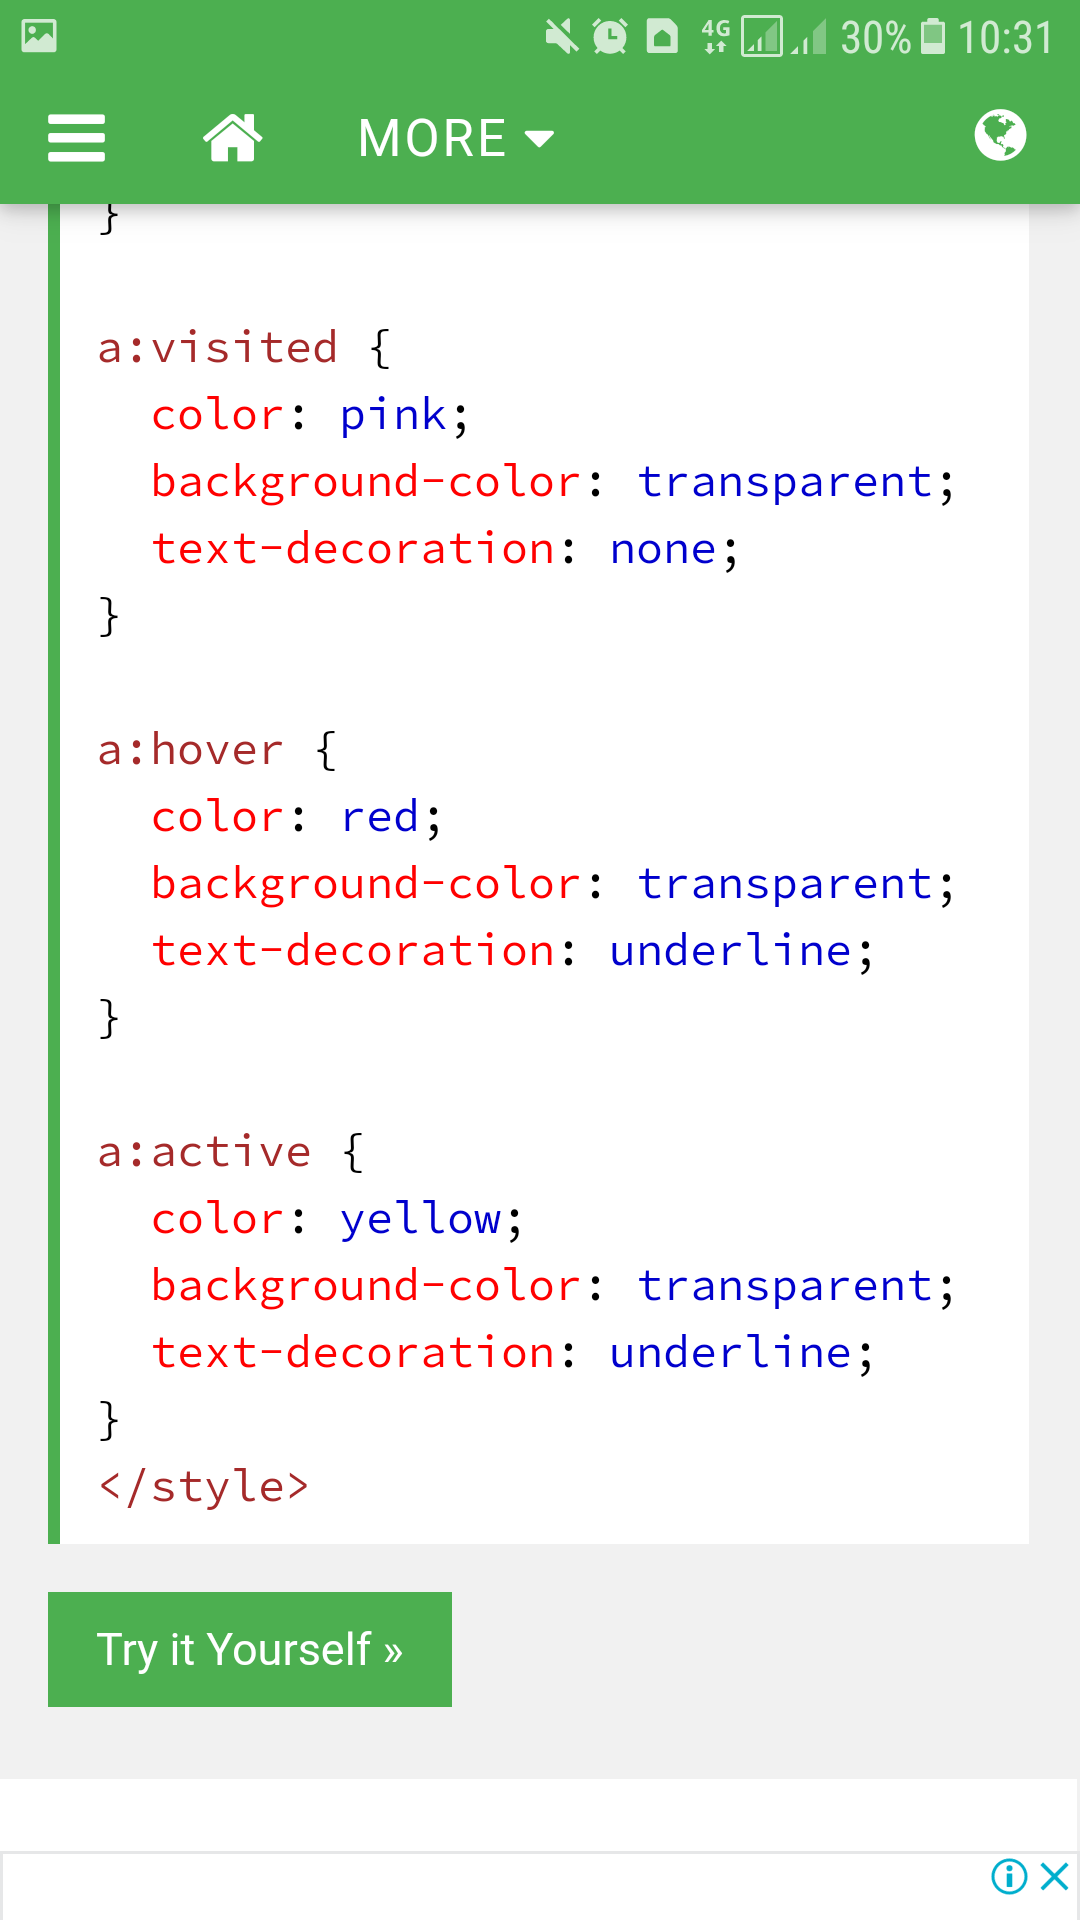 4G 30% 10:31
MORE
}
a:visited {
  color: pink;
  background-color: transparent;
  text-decoration: none;
}
a:hover {
  color: red;
  background-color: transparent;
  text-decoration: underline;
}
a:active {
  color: yellow;
  background-color: transparent;
  text-decoration: underline;
}
</style>
Try it Yourself »